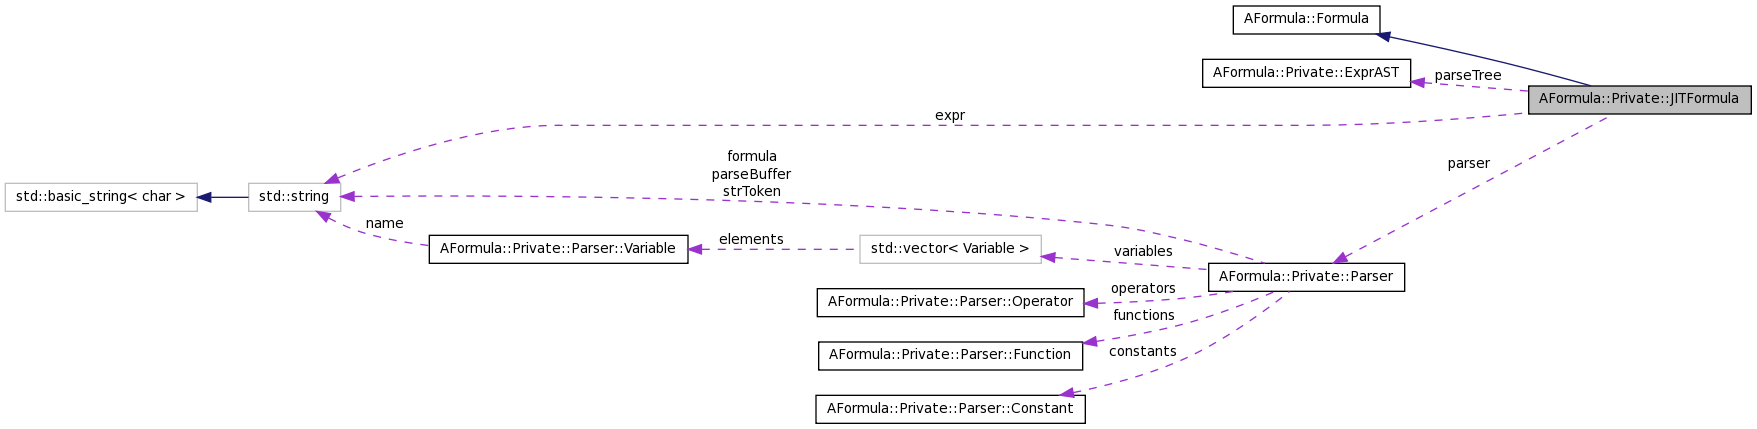 AFormula::Formula
AFormula::Private::ExprAST
parseTree
AFormula::Private::JITFormula
expr
formula
parseBuffer
strToken
parser
std::basic_string< char >
std::string
name
AFormula::Private::Parser::Variable
elements
std::vector< Variable >
variables
AFormula::Private::Parser
operators
AFormula::Private::Parser::Operator
functions
AFormula::Private::Parser::Function
constants
AFormula::Private::Parser::Constant